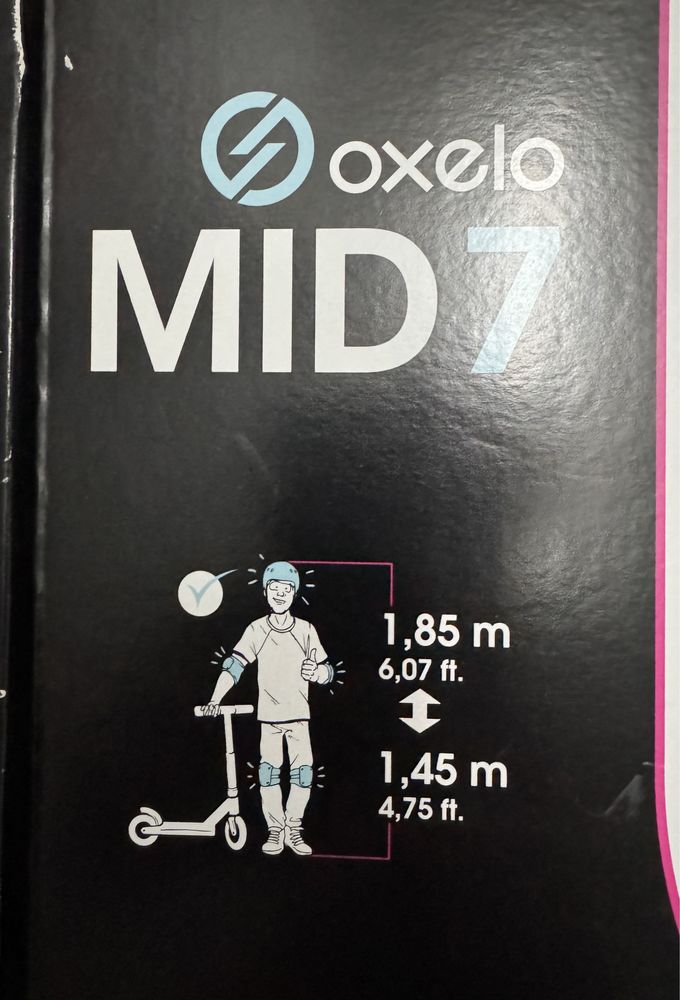 oxelo
MID 7
1,85 m
6,07 ft.
1,45 m
4,75 ft.